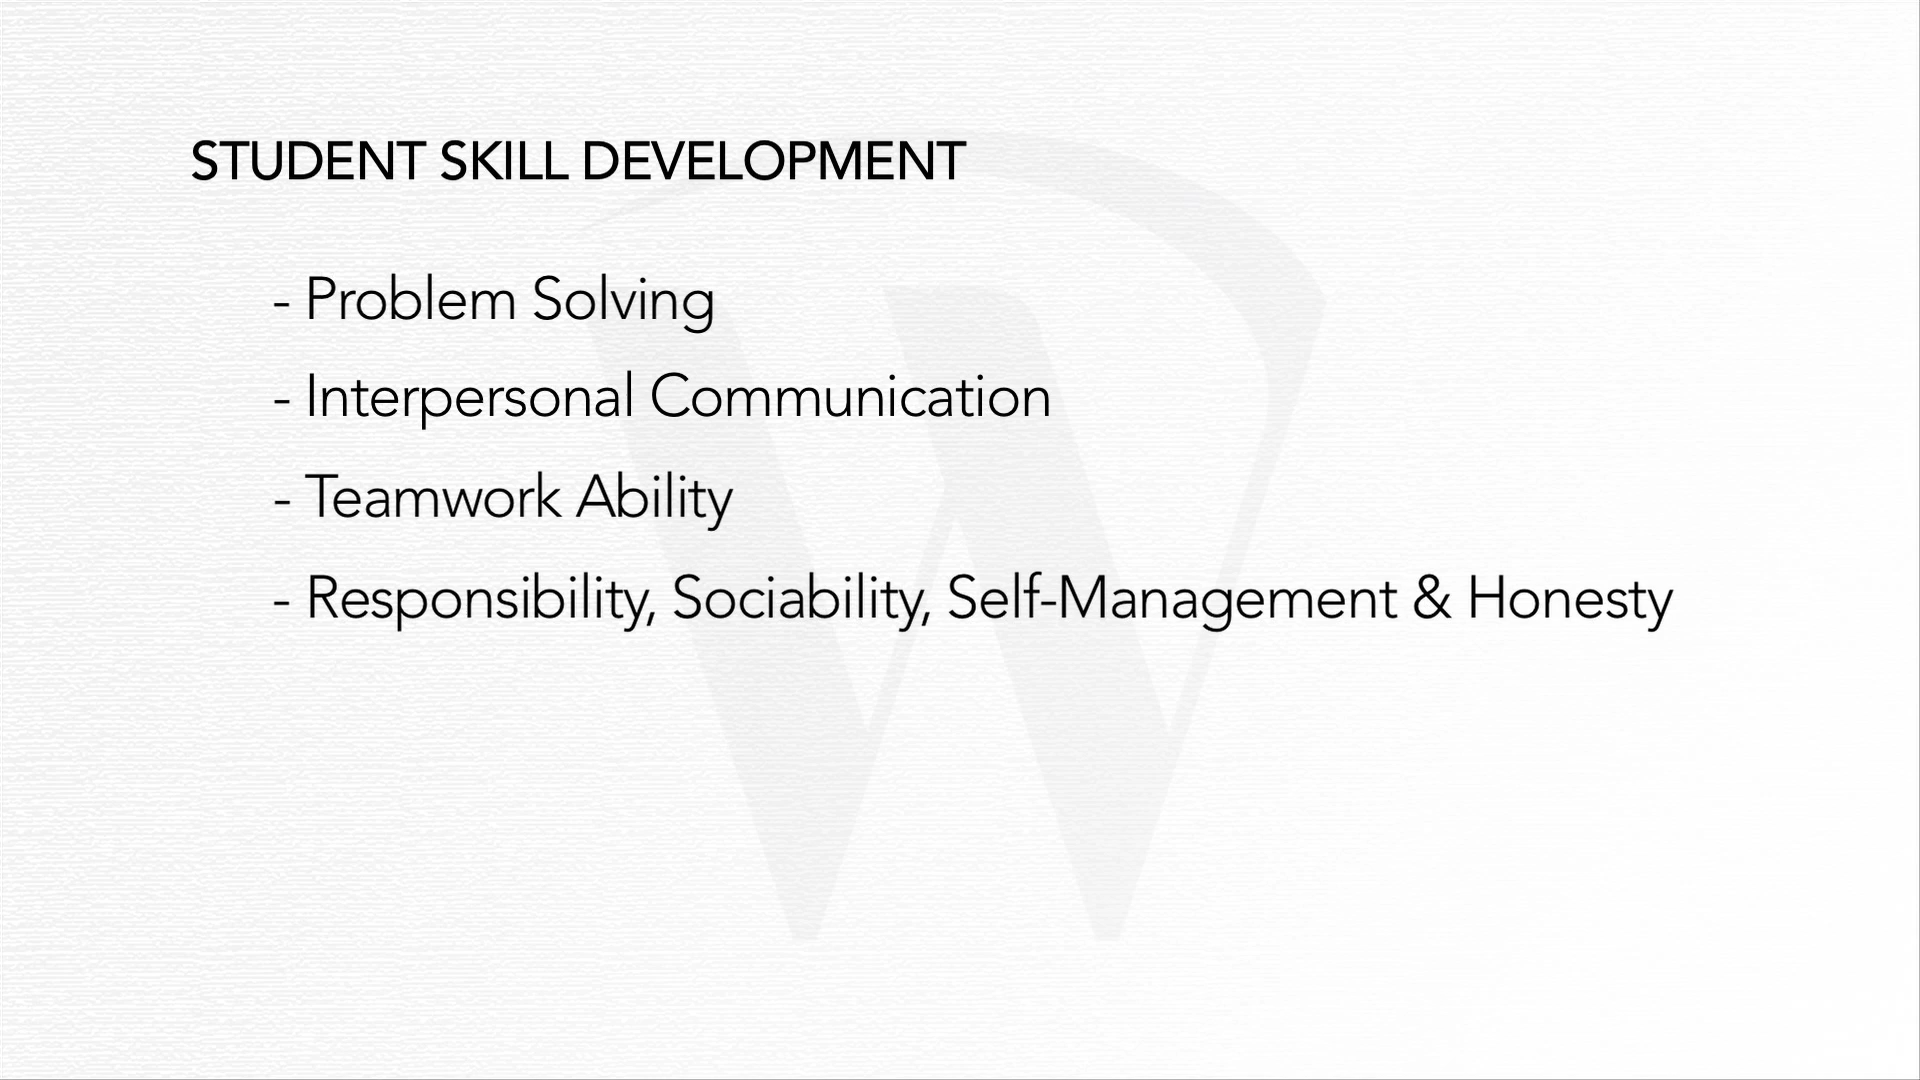 STUDENT SKILL DEVELOPMENT
- Problem Solving
- Interpersonal Communication
- Teamwork Ability
- Responsibility, Sociability, Self-Management & Honesty
W